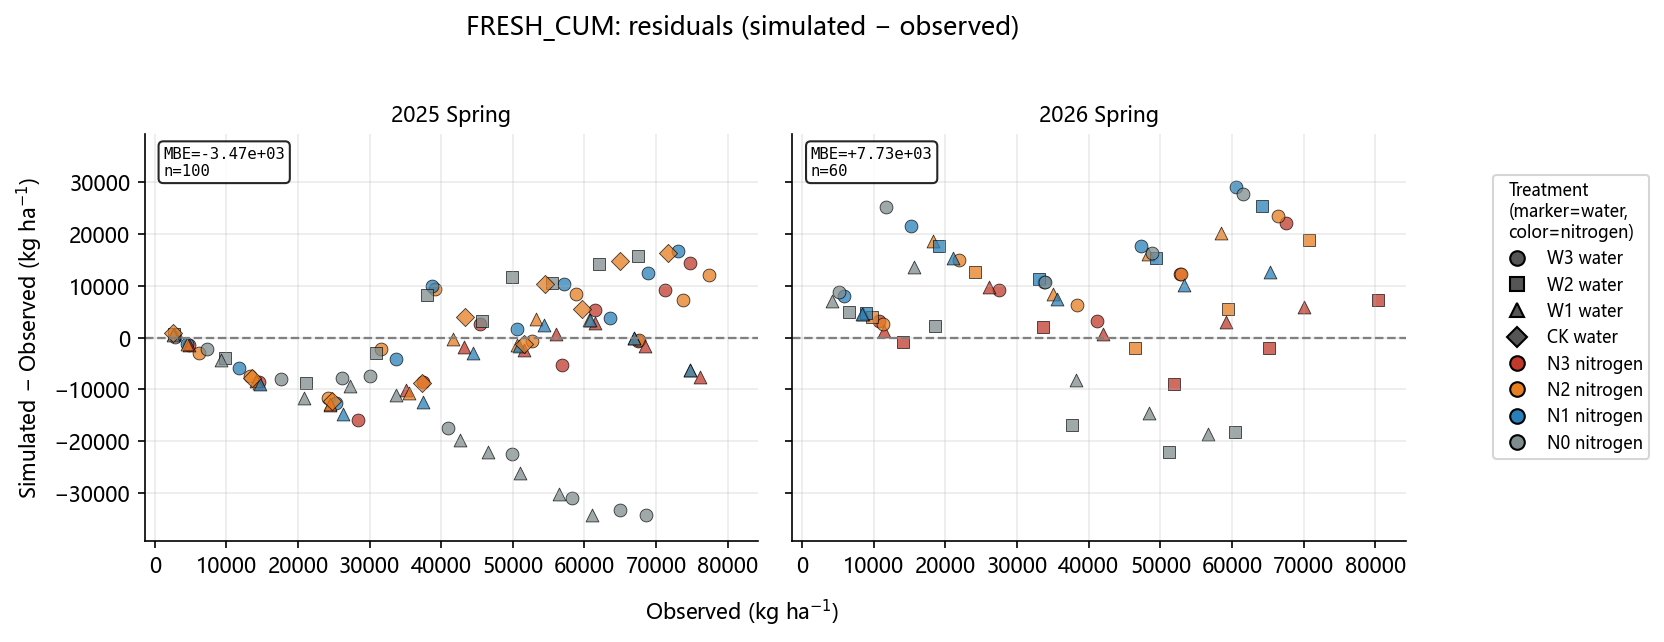 FRESH_CUM: residuals (simulated − observed)
2025 Spring
2026 Spring
MBE=-3.47e+03
n=100
MBE=+7.73e+03
n=60
Simulated − Observed (kg ha⁻¹)
30000
20000
10000
0
−10000
−20000
−30000
0 10000 20000 30000 40000 50000 60000 70000 80000
0 10000 20000 30000 40000 50000 60000 70000 80000
Observed (kg ha⁻¹)
Treatment
(marker=water,
color=nitrogen)
W3 water
W2 water
W1 water
CK water
N3 nitrogen
N2 nitrogen
N1 nitrogen
N0 nitrogen